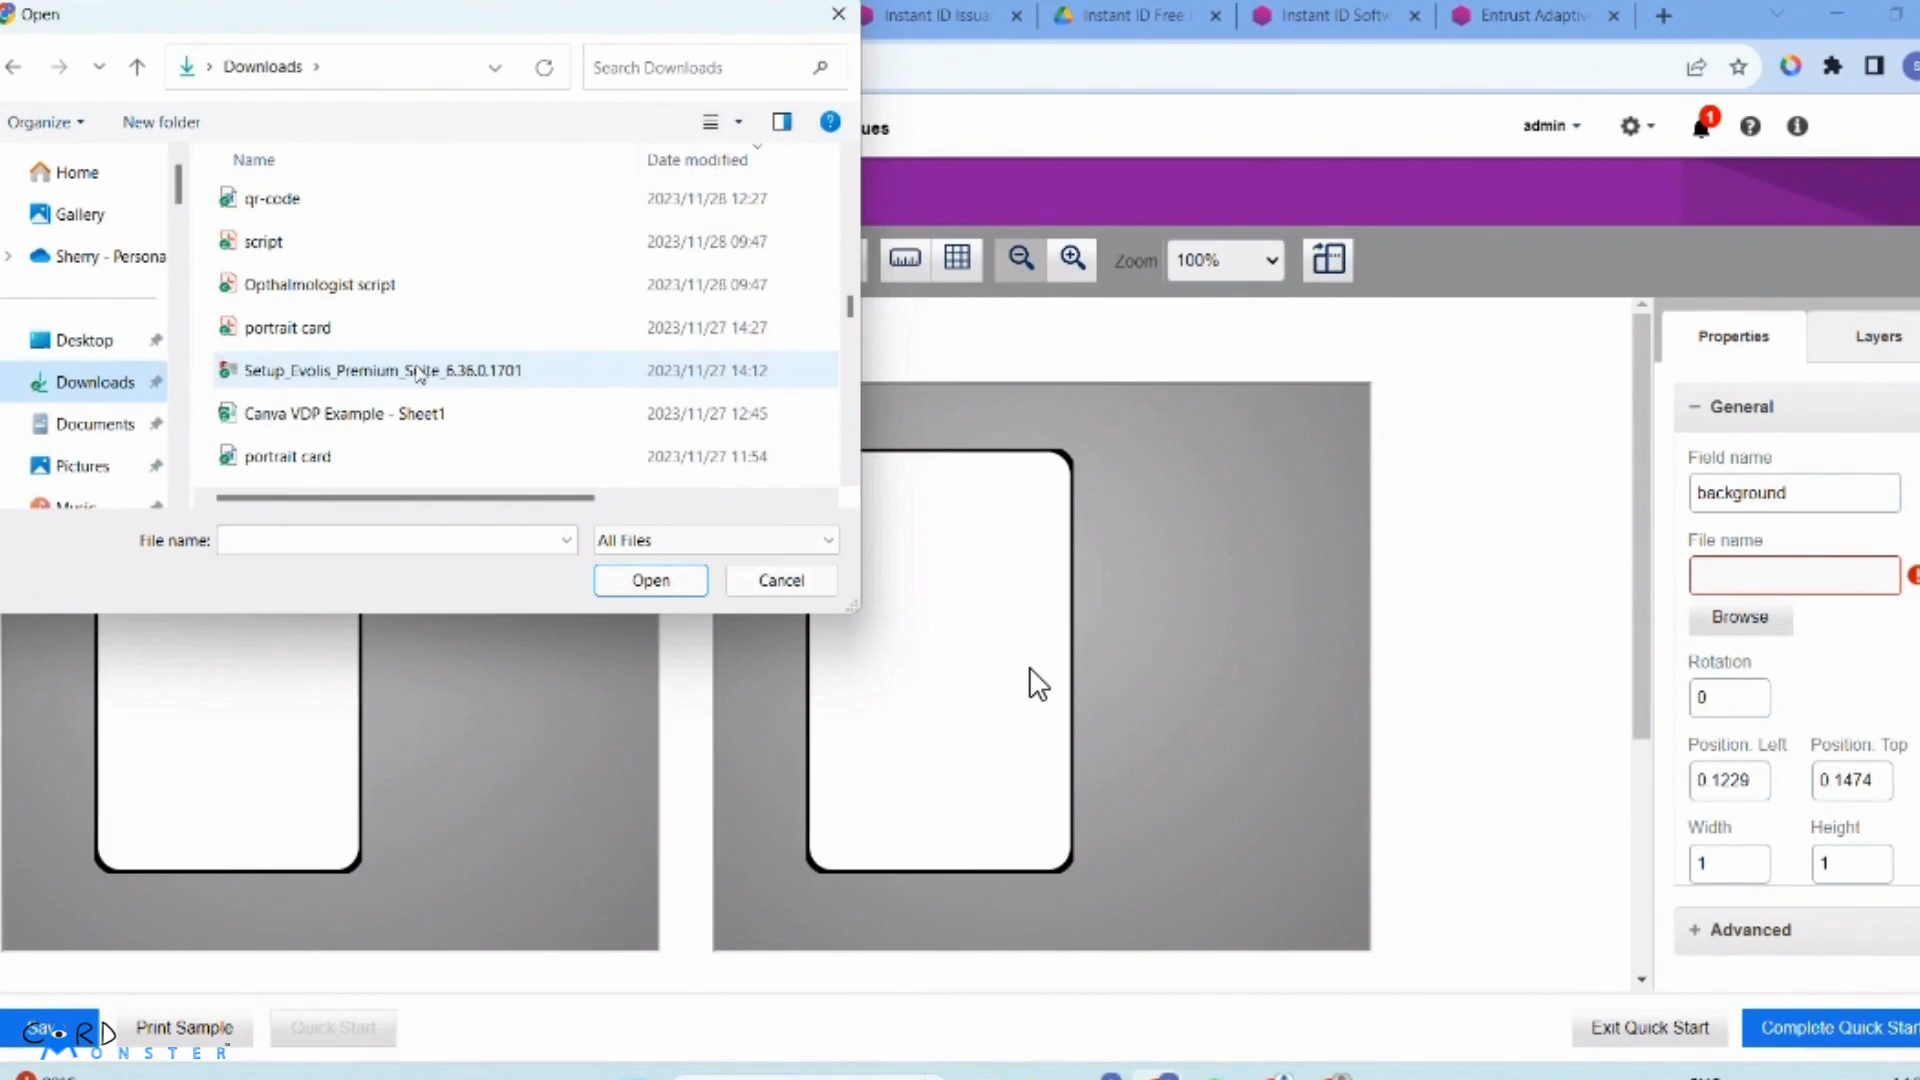 Open
Instant ID Issua
Instant ID Free
Instant ID Softw
Entrust Adaptiv
Downloads
Search Downloads
Organize
New folder
ues
admin
1
Home
Gallery
Sherry - Persona
Desktop
Downloads
Documents
Pictures
Music
Name
Date modified
qr-code
2023/11/28 12:27
script
2023/11/28 09:47
Opthalmologist script
2023/11/28 09:47
portrait card
2023/11/27 14:27
Setup_Evolis_Premium_Suite_6.36.0.1701
2023/11/27 14:12
Canva VDP Example - Sheet1
2023/11/27 12:45
portrait card
2023/11/27 11:54
File name:
All Files
Open
Cancel
Zoom
100%
Properties
Layers
General
Field name
background
File name
Browse
Rotation
0
Position. Left
Position. Top
0.1229
0.1474
Width
Height
1
1
Advanced
Print Sample
Quick Start
Exit Quick Start
Complete Quick Star
CARD
MONSTER